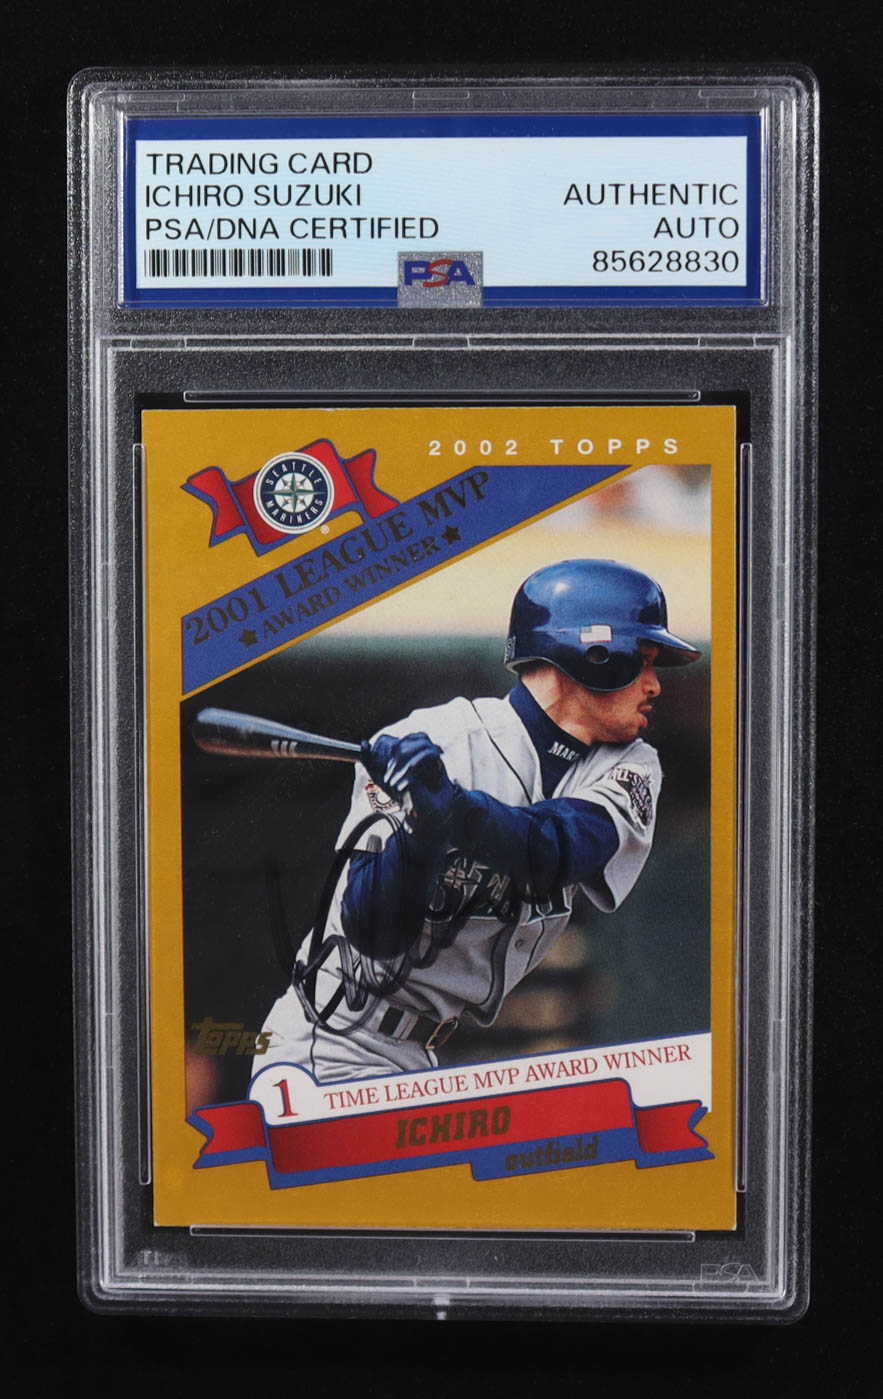 TRADING CARD
ICHIRO SUZUKI
PSA/DNA CERTIFIED
AUTHENTIC
AUTO
85628830
PSA
2002 TOPPS
SEATTLE
MARINERS
®
2001 LEAGUE MVP
★AWARD WINNER★
topps
1 TIME LEAGUE MVP AWARD WINNER
ICHIRO
outfield
PSA